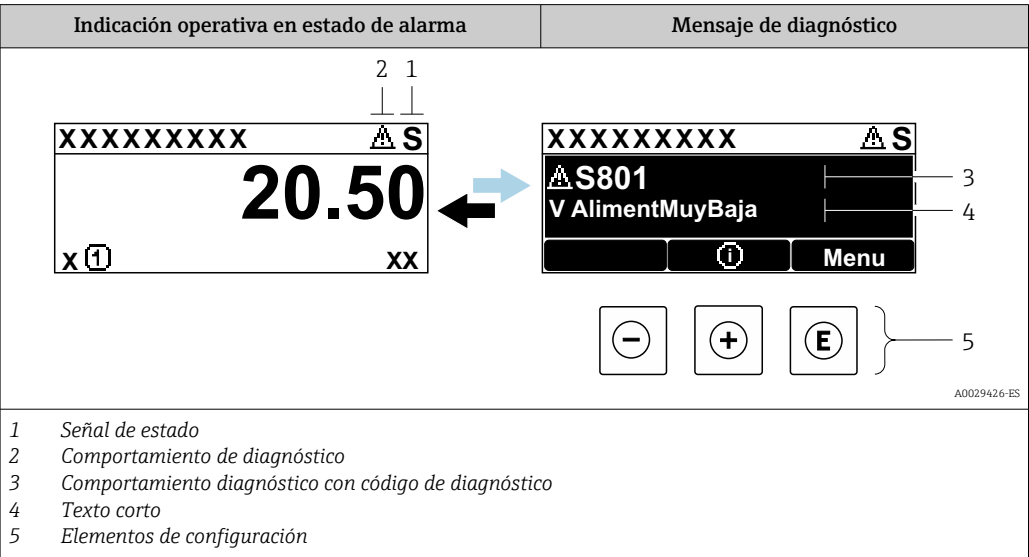 Indicación operativa en estado de alarma
Mensaje de diagnóstico
2 1
XXXXXXXXX S
20.50
X 1 XX
XXXXXXXXX S
S801
3
V AlimentMuyBaja
4
i Menu
− + E
5
A0029426-ES
1 Señal de estado
2 Comportamiento de diagnóstico
3 Comportamiento diagnóstico con código de diagnóstico
4 Texto corto
5 Elementos de configuración